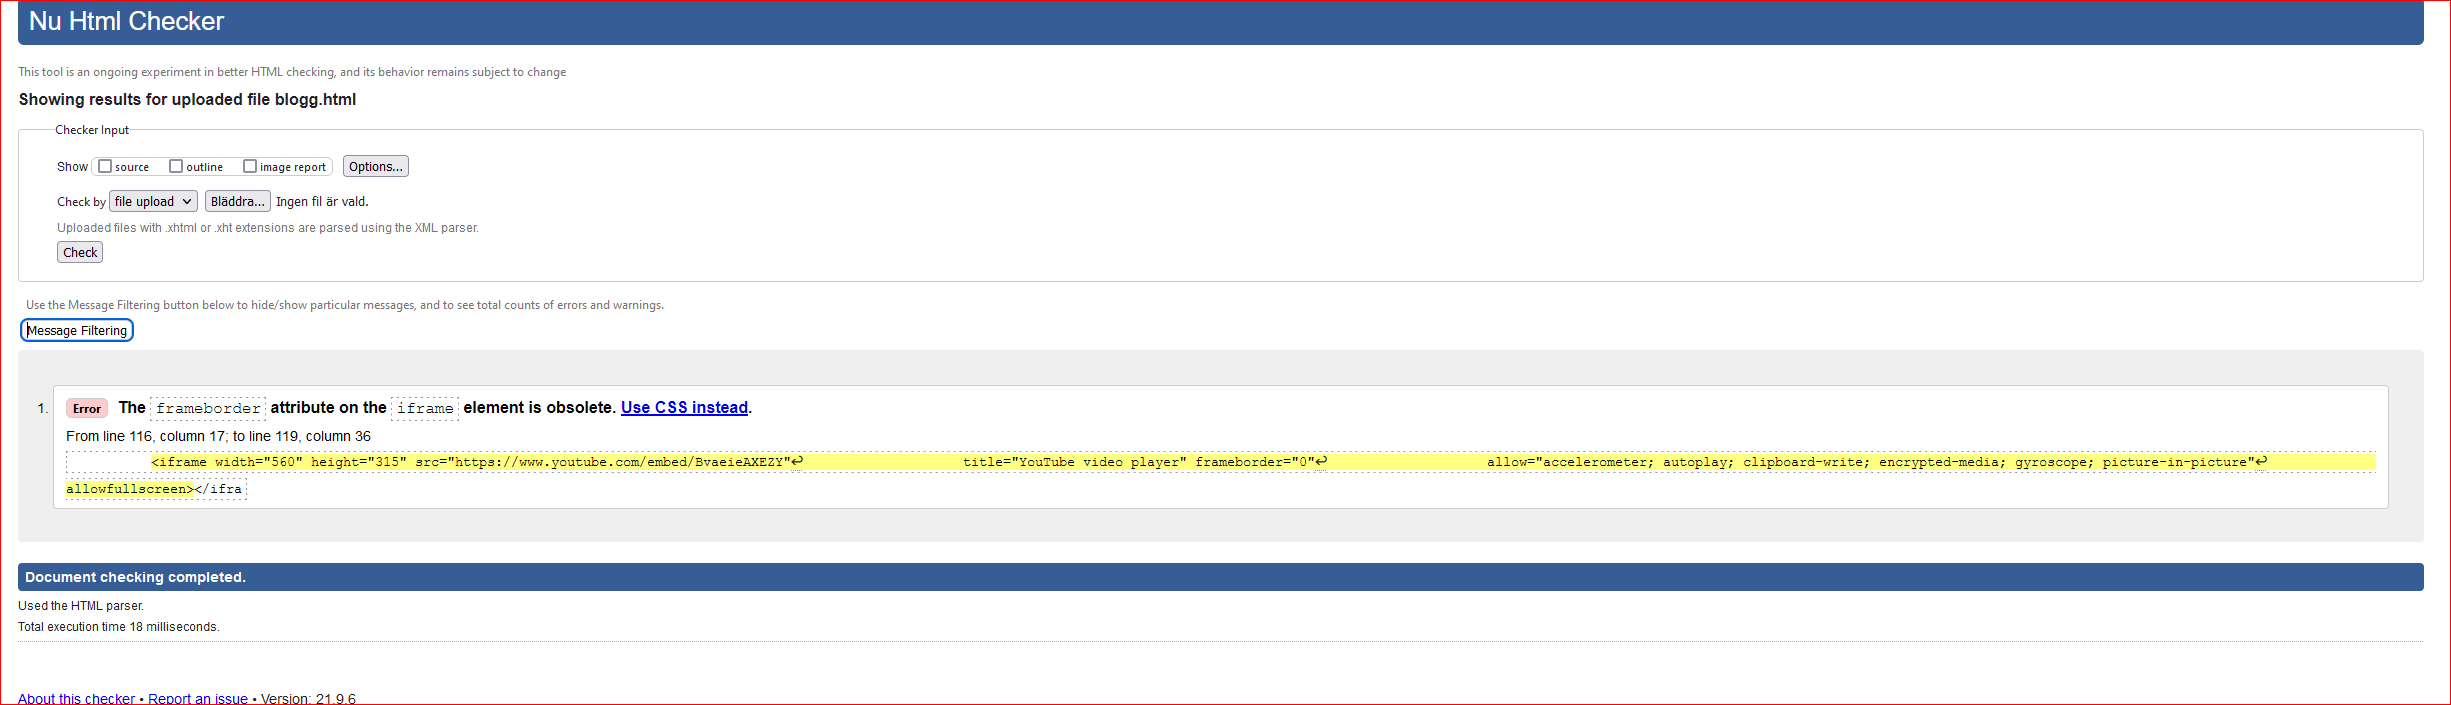 Nu Html Checker
This tool is an ongoing experiment in better HTML checking, and its behavior remains subject to change
Showing results for uploaded file blogg.html
Checker Input
Show source outline image report Options...
Check by file upload Bläddra... Ingen fil är vald.
Uploaded files with .xhtml or .xht extensions are parsed using the XML parser.
Check
Use the Message Filtering button below to hide/show particular messages, and to see total counts of errors and warnings.
Message Filtering
1. Error The frameborder attribute on the iframe element is obsolete. Use CSS instead.
From line 116, column 17; to line 119, column 36
<iframe width="560" height="315" src="https://www.youtube.com/embed/BvaeieAXEZY"↩ title="YouTube video player" frameborder="0"↩ allow="accelerometer; autoplay; clipboard-write; encrypted-media; gyroscope; picture-in-picture"↩
allowfullscreen></ifra
Document checking completed.
Used the HTML parser.
Total execution time 18 milliseconds.
About this checker • Report an issue • Version: 21.9.6